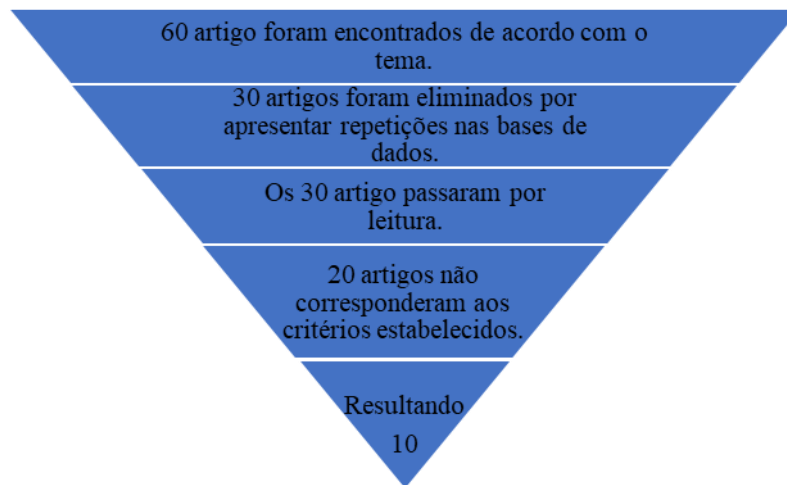 60 artigo foram encontrados de acordo com o
tema.
30 artigos foram eliminados por
apresentar repetições nas bases de
dados.
Os 30 artigo passaram por
leitura.
20 artigos não
corresponderam aos
critérios estabelecidos.
Resultando
10